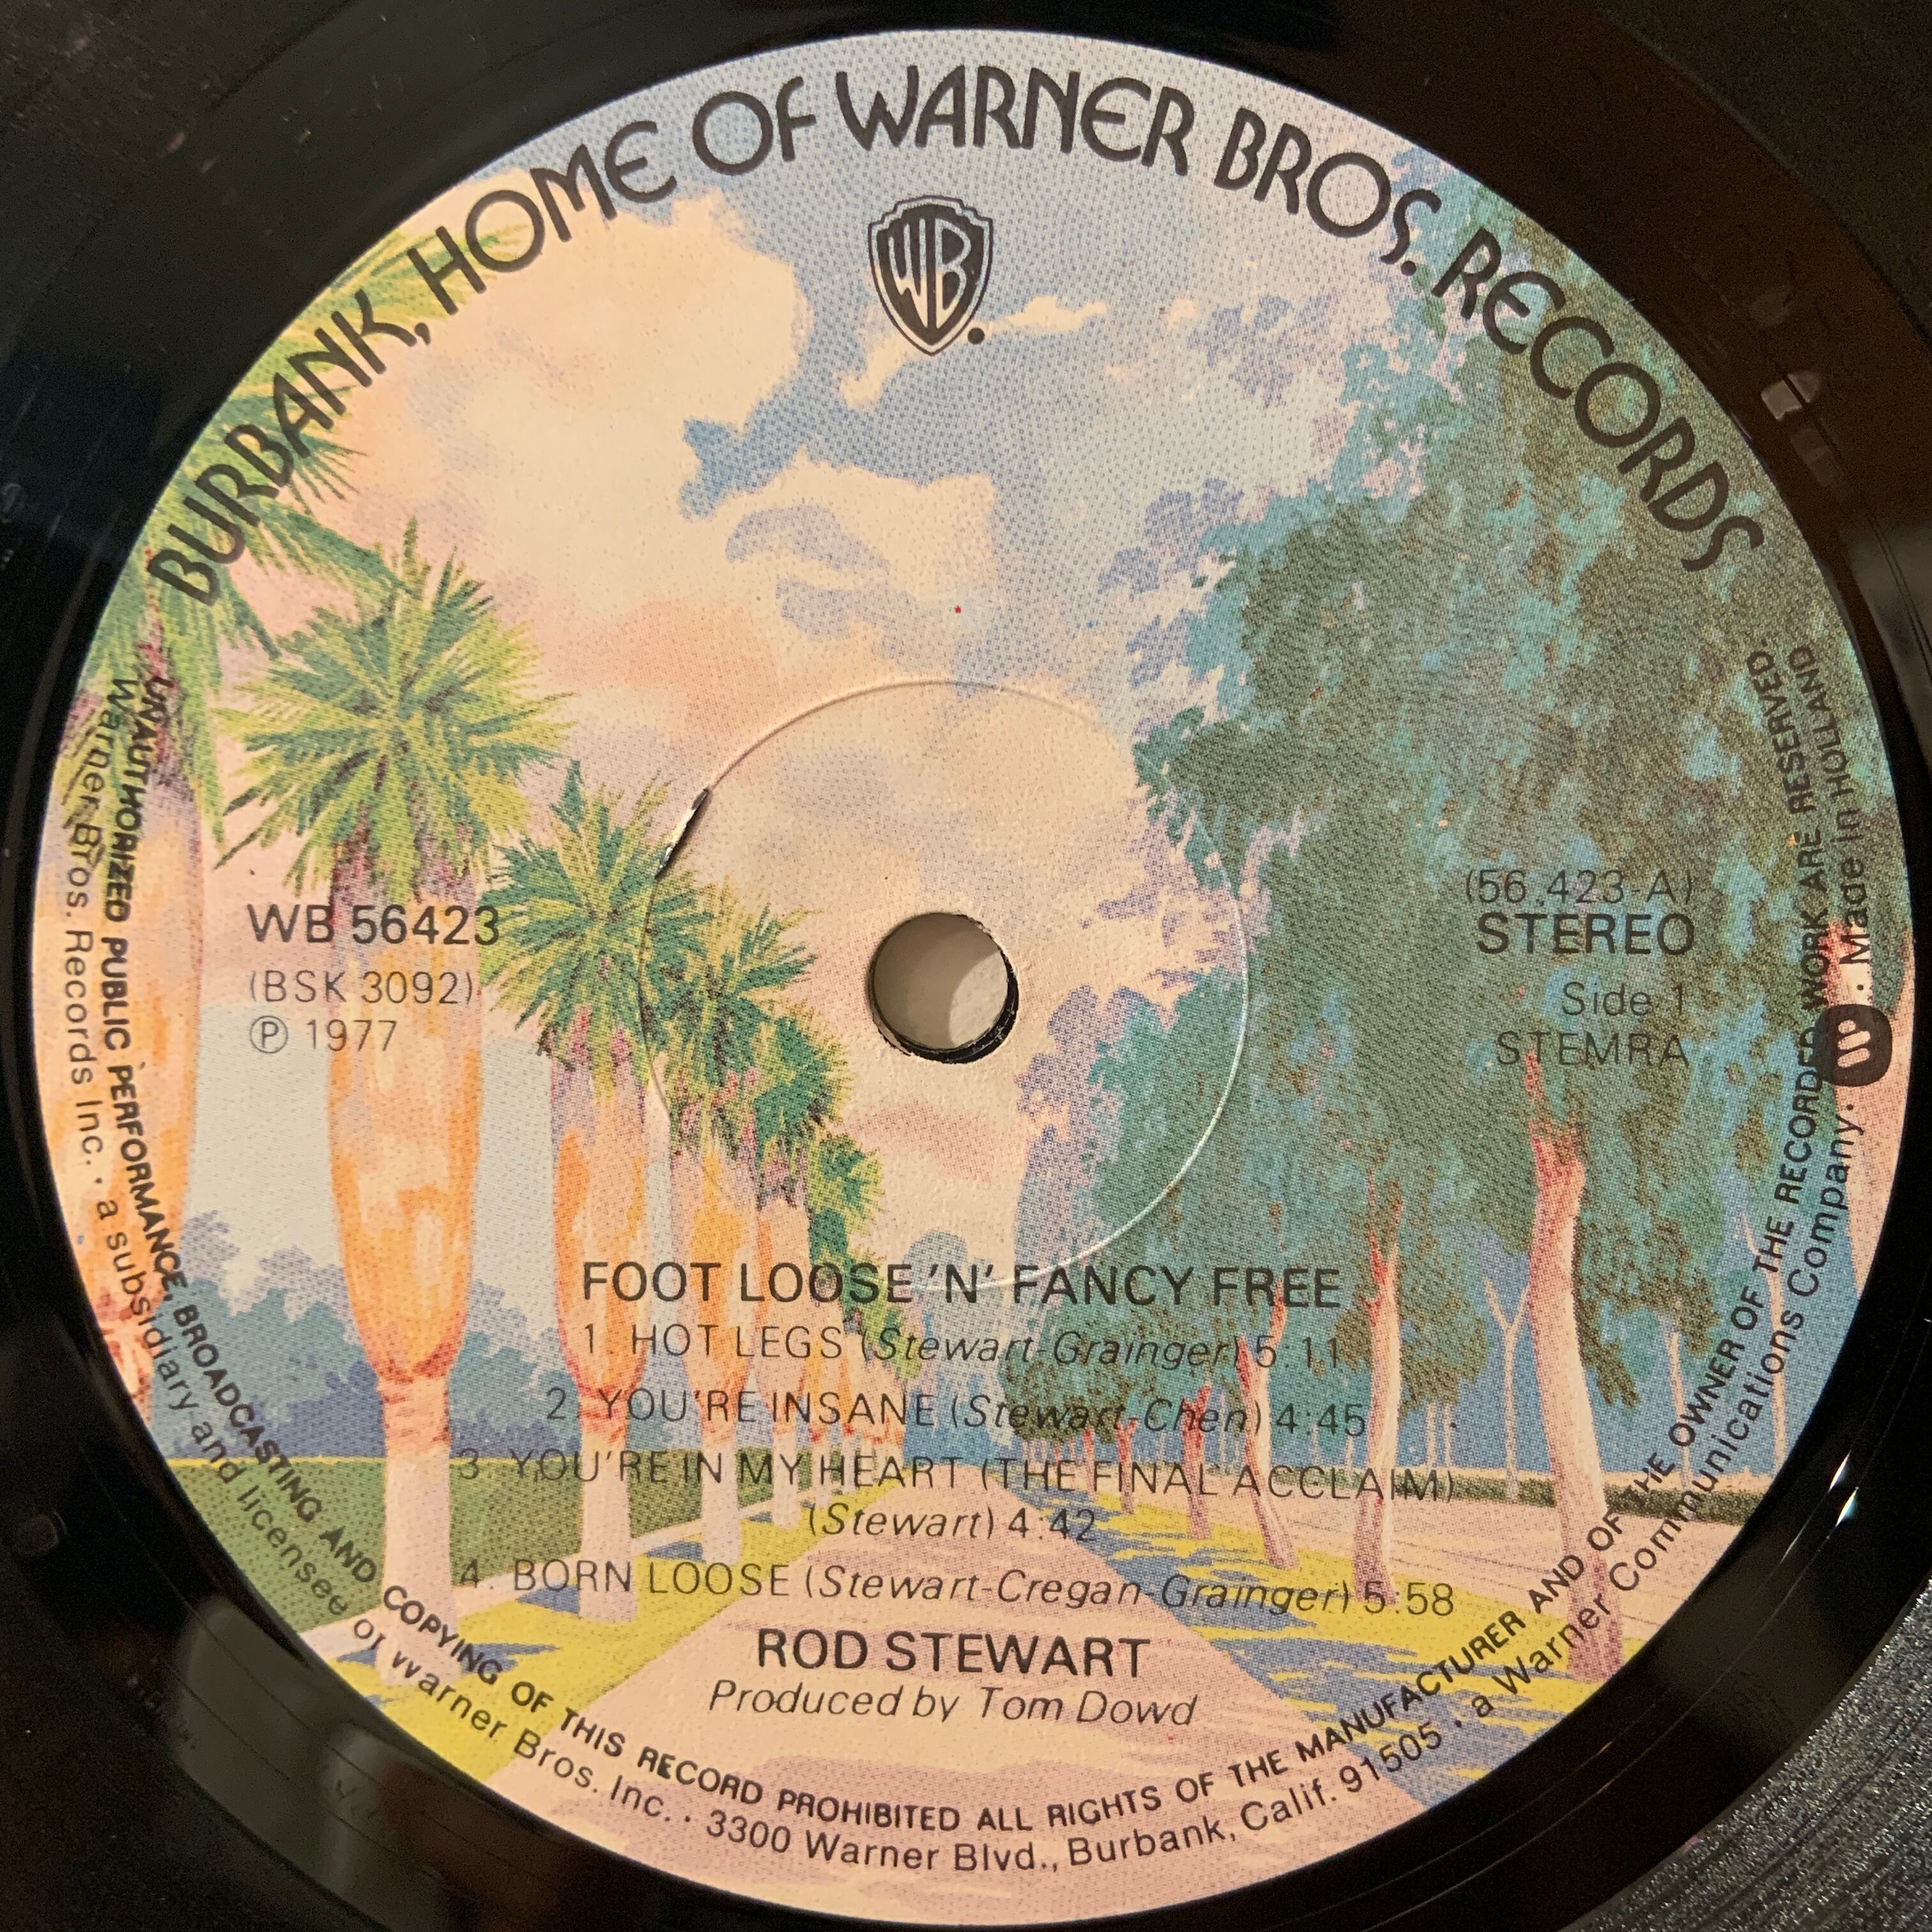 BURBANK, HOME OF WARNER BROS. RECORDS
WB
WB 56423
(BSK 3092)
℗ 1977
(56.423-A)
STEREO
Side 1
STEMRA
FOOT LOOSE 'N' FANCY FREE
1. HOT LEGS (Stewart-Grainger) 5:11
2. YOU'RE INSANE (Stewart-Chen) 4:45
3 YOU'RE IN MY HEART (THE FINAL ACCLAIM)
(Stewart) 4:42
4. BORN LOOSE (Stewart-Cregan-Grainger) 5:58
ROD STEWART
Produced by Tom Dowd
UNAUTHORIZED PUBLIC PERFORMANCE, BROADCASTING AND COPYING OF THIS RECORD PROHIBITED ALL RIGHTS OF THE MANUFACTURER AND OF THE OWNER OF THE RECORDED WORK ARE RESERVED.
Warner Bros. Records Inc. · a subsidiary and licensee of Warner Bros. Inc. · 3300 Warner Blvd., Burbank, Calif. 91505 · a Warner Communications Company. · Made in HOLLAND